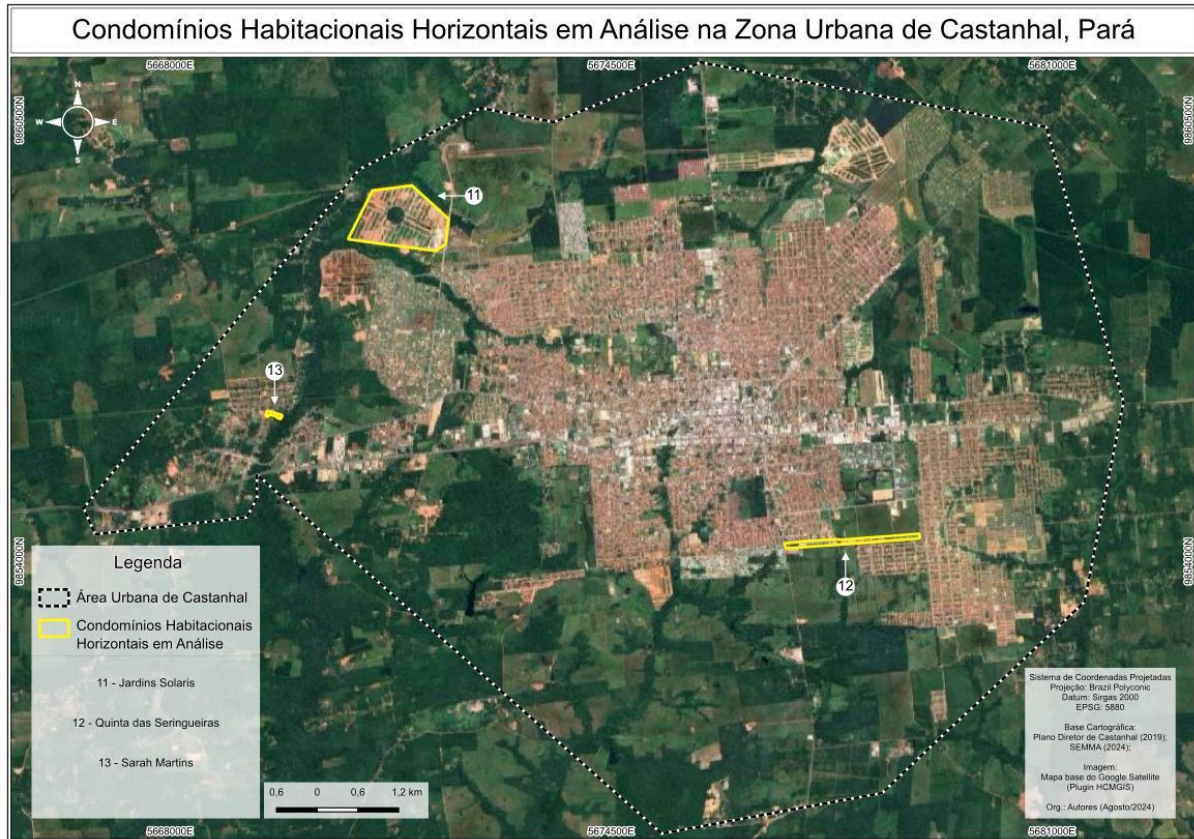 Condomínios Habitacionais Horizontais em Análise na Zona Urbana de Castanhal, Pará
5668000E
5674500E
5681000E
9860500N
9860500N
N
W
E
S
11
13
12
9854000N
9854000N
Legenda
Área Urbana de Castanhal
Condomínios Habitacionais
Horizontais em Análise
11 - Jardins Solaris
12 - Quinta das Seringueiras
13 - Sarah Martins
0,6 0 0,6 1,2 km
Sistema de Coordenadas Projetadas
Projeção: Brazil Polyconic
Datum: Sirgas 2000
EPSG: 5880
Base Cartográfica:
Plano Diretor de Castanhal (2019);
SEMMA (2024);
Imagem:
Mapa base do Google Satellite
(Plugin HCMGIS)
Org.: Autores (Agosto/2024)
5668000E
5674500E
5681000E